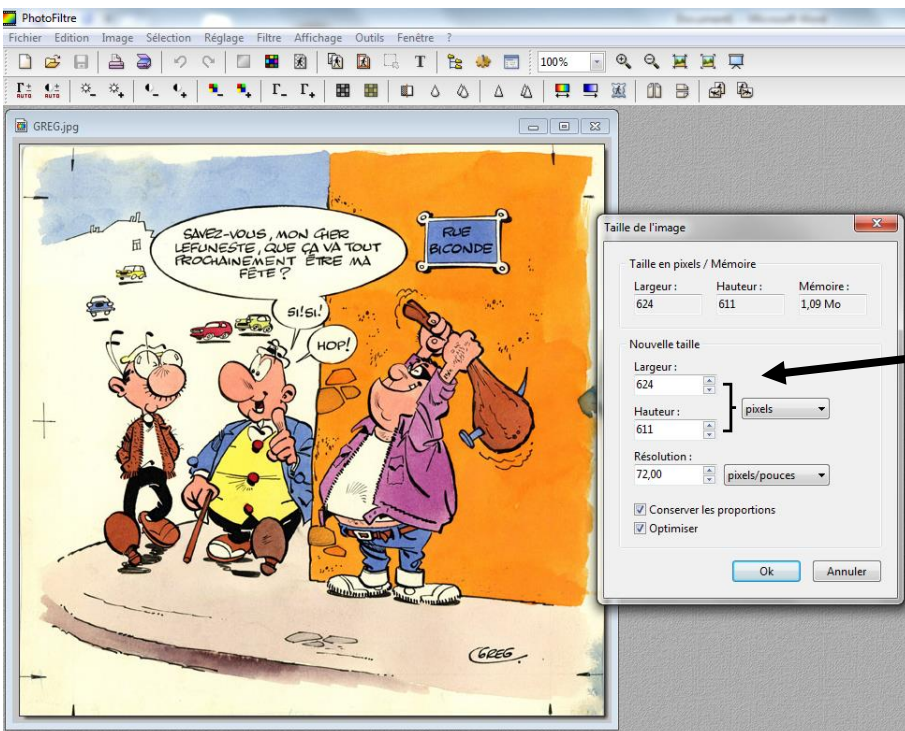 PhotoFiltre
Fichier Edition Image Sélection Réglage Filtre Affichage Outils Fenêtre ?
T 100%
AUTO AUTO
GREG.jpg
SAVEZ-VOUS, MON CHER
LEFUNESTE, QUE ÇA VA TOUT
PROCHAINEMENT ÊTRE MA
FÊTE ?
SI!SI!
HOP!
RUE
BICONDE
GREG
Taille de l'image
Taille en pixels / Mémoire
Largeur : Hauteur : Mémoire :
624 611 1,09 Mo
Nouvelle taille
Largeur :
624
pixels
Hauteur :
611
Résolution :
72,00 pixels/pouces
Conserver les proportions
Optimiser
Ok Annuler